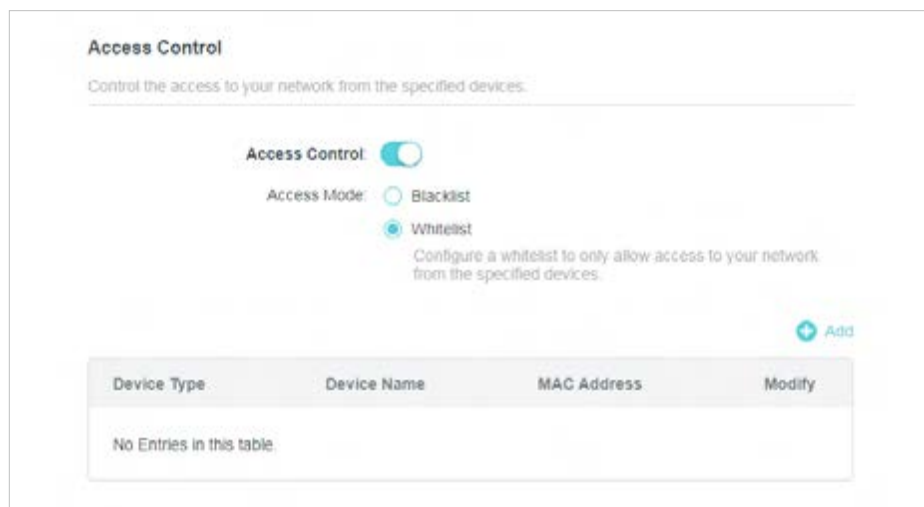 Access Control
Control the access to your network from the specified devices.
Access Control:
Access Mode: Blacklist
Whitelist
Configure a whitelist to only allow access to your network
from the specified devices.
Add
Device Type Device Name MAC Address Modify
No Entries in this table.